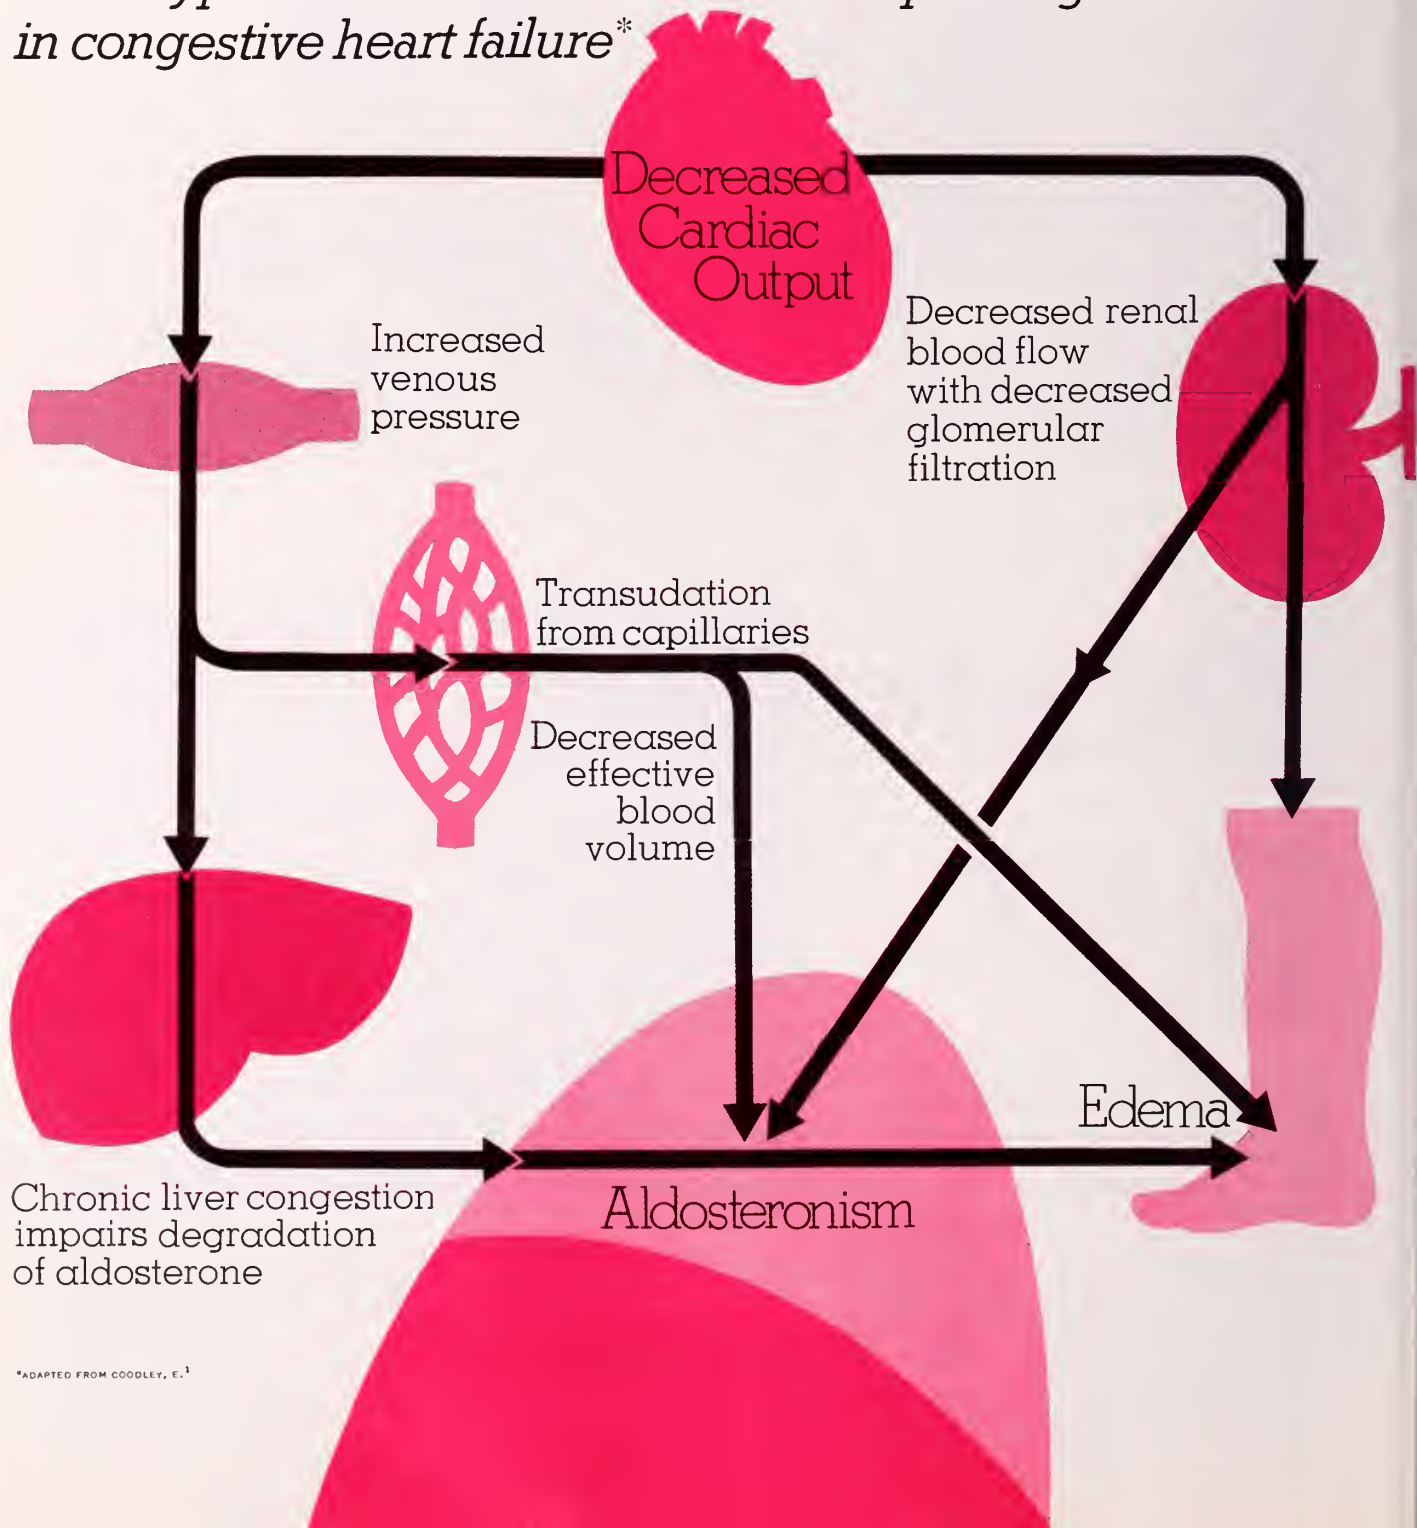 in congestive heart failure*
Decreased
Cardiac
Output
Increased
venous
pressure
Decreased renal
blood flow
with decreased
glomerular
filtration
Transudation
from capillaries
Decreased
effective
blood
volume
Edema
Aldosteronism
Chronic liver congestion
impairs degradation
of aldosterone
*ADAPTED FROM COODLEY, E.1